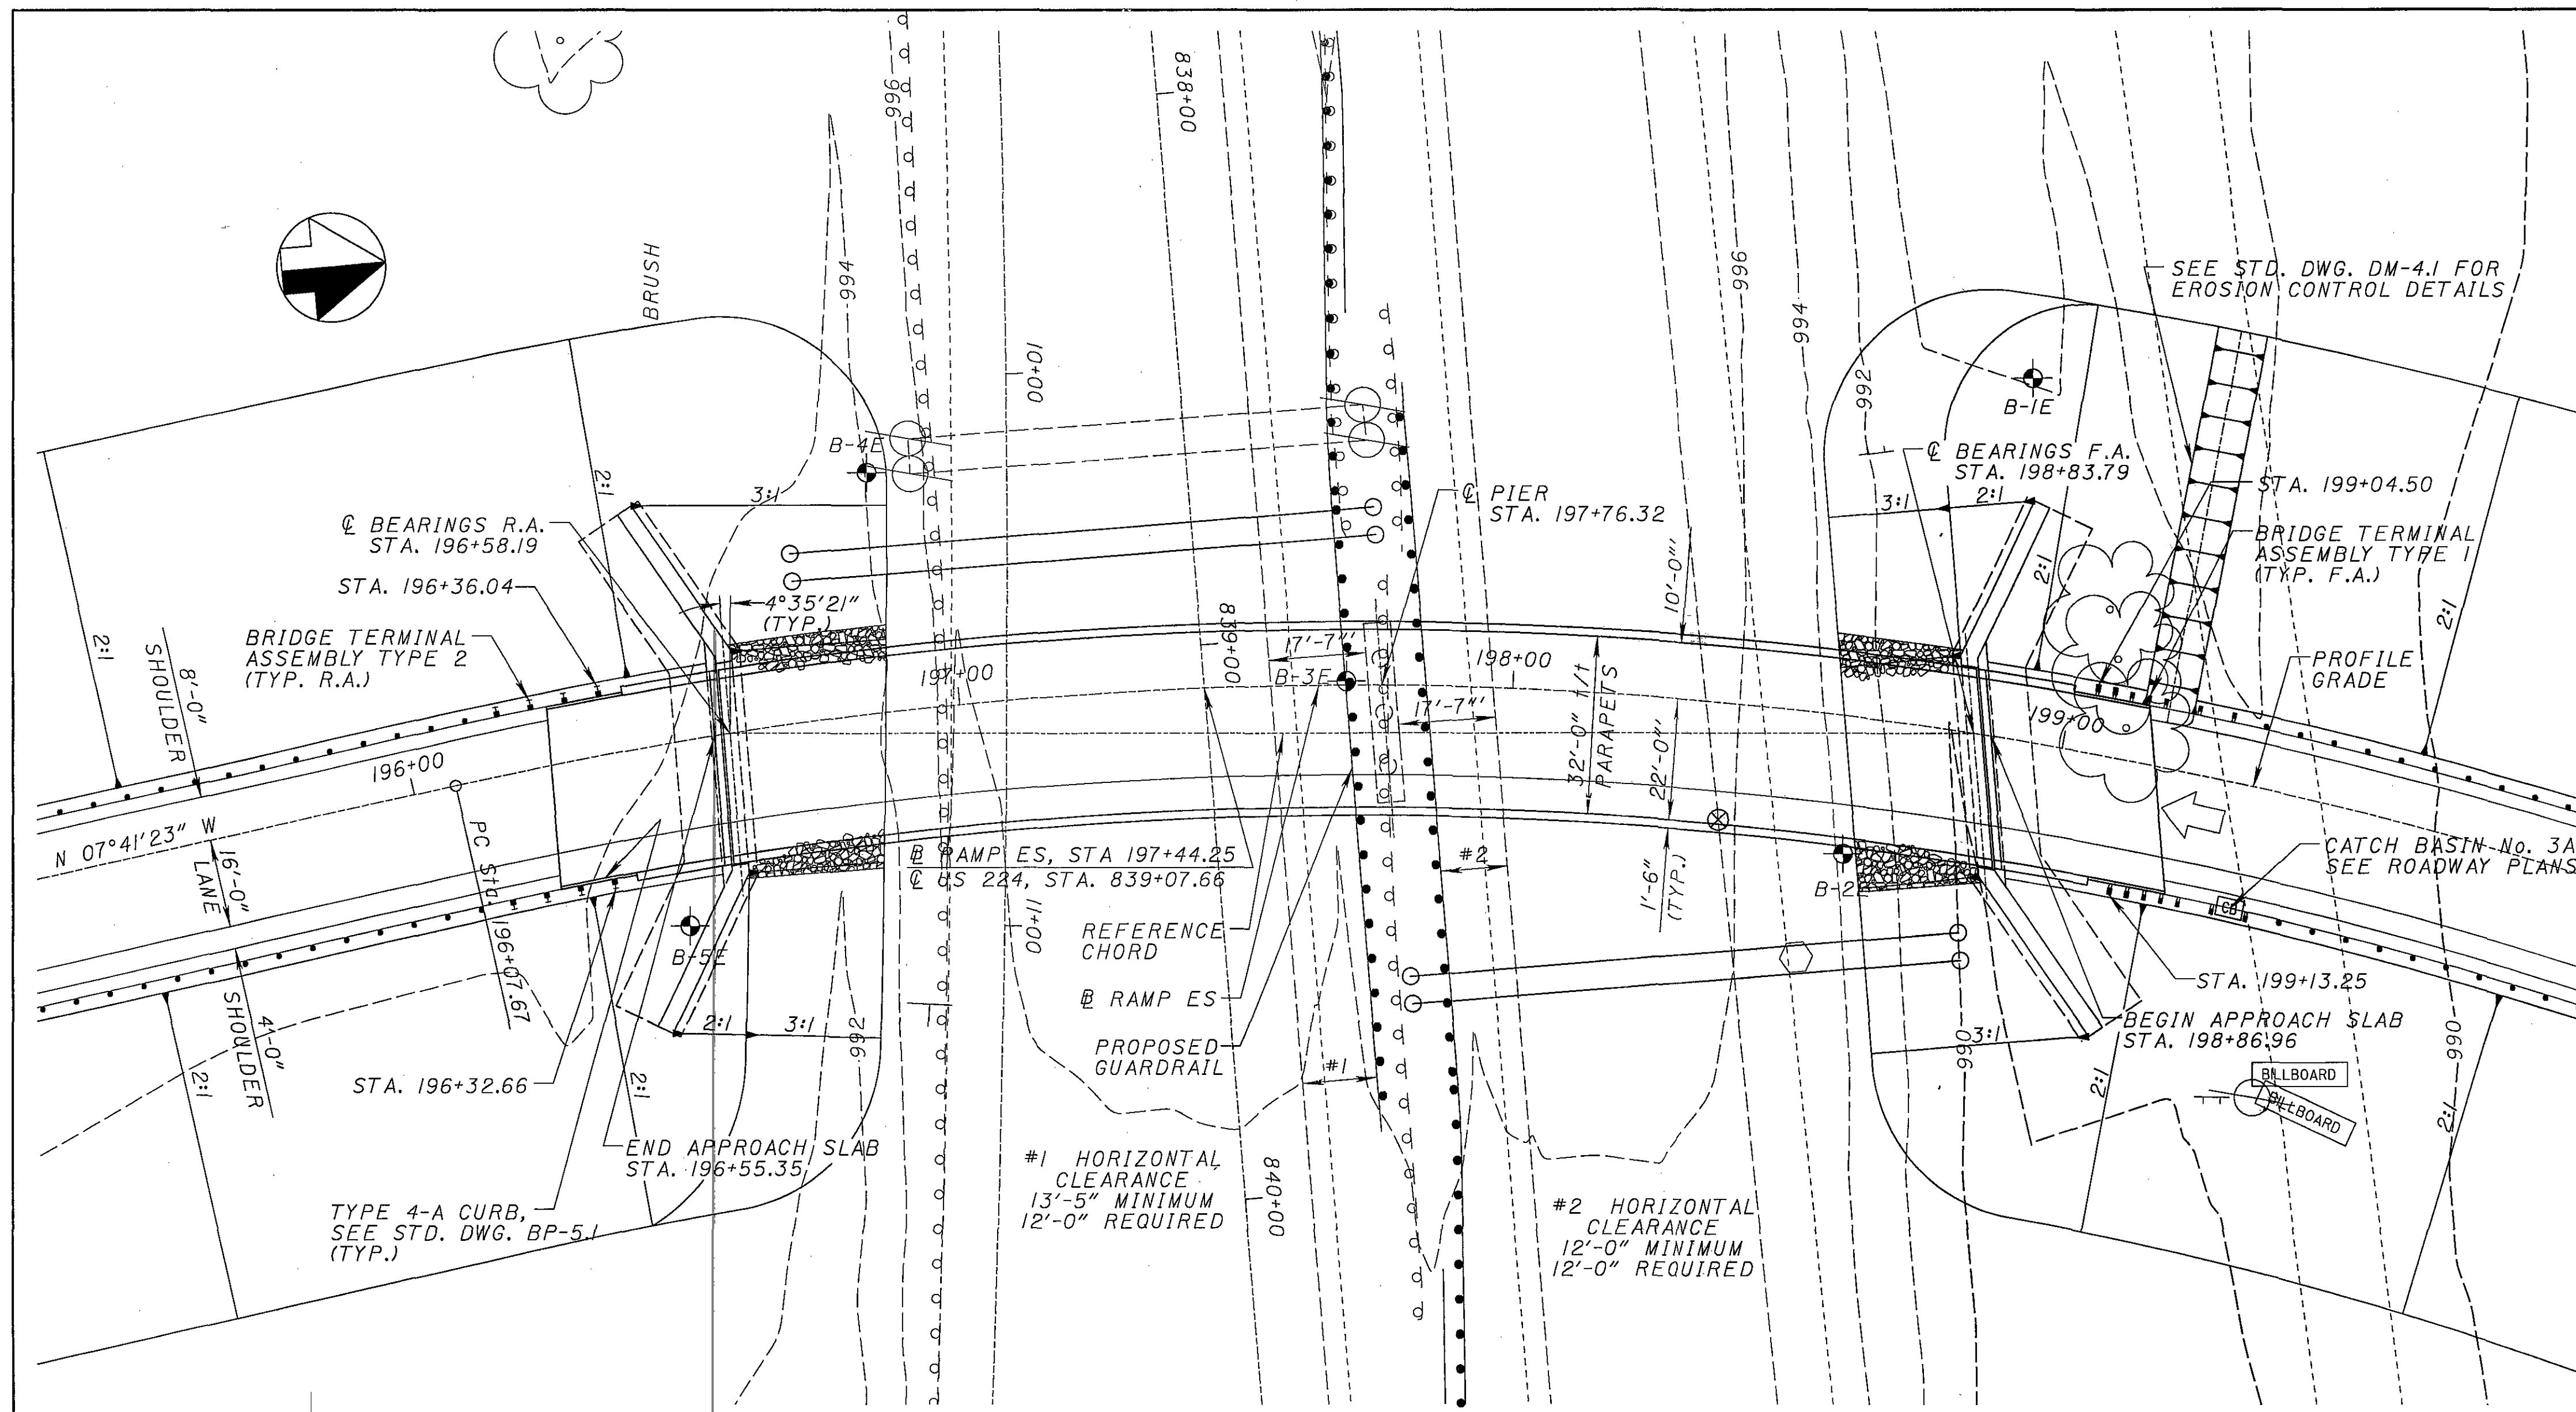 838+00
996
BRUSH
994
996
994
992
10+00
SEE STD. DWG. DM-4.1 FOR
EROSION CONTROL DETAILS
B-1E
B-4E
2:1
3:1
℄ BEARINGS R.A.
STA. 196+58.19
STA. 196+36.04
BRIDGE TERMINAL
ASSEMBLY TYPE 2
(TYP. R.A.)
4°35'21"
(TYP.)
℄ PIER
STA. 197+76.32
℄ BEARINGS F.A.
STA. 198+83.79
3:1
2:1
2:1
STA. 199+04.50
BRIDGE TERMINAL
ASSEMBLY TYPE 1
(TYP. F.A.)
2:1
2:1
8'-0"
SHOULDER
10'-0"
839+00
17'-7"
B-3E
197+00
198+00
17'-7"
32'-0" t/t
PARAPETS
22'-0"
199+00
PROFILE
GRADE
196+00
N 07°41'23" W
16'-0"
LANE
PC Sta. 196+07.67
B-5E
℔ RAMP ES, STA 197+44.25
℄ US 224, STA. 839+07.66
#2
1'-6"
(TYP.)
B-2E
CATCH BASIN No. 3A
SEE ROADWAY PLANS
CB
11+00
REFERENCE
CHORD
℔ RAMP ES
PROPOSED
GUARDRAIL
#1
STA. 199+13.25
BEGIN APPROACH SLAB
STA. 198+86.96
3:1
2:1
4'-0"
SHOULDER
2:1
2:1
3:1
992
990
990
2:1
2:1
BILLBOARD
BILLBOARD
STA. 196+32.66
END APPROACH SLAB
STA. 196+55.35
TYPE 4-A CURB,
SEE STD. DWG. BP-5.1
(TYP.)
#1 HORIZONTAL
CLEARANCE
13'-5" MINIMUM
12'-0" REQUIRED
840+00
#2 HORIZONTAL
CLEARANCE
12'-0" MINIMUM
12'-0" REQUIRED